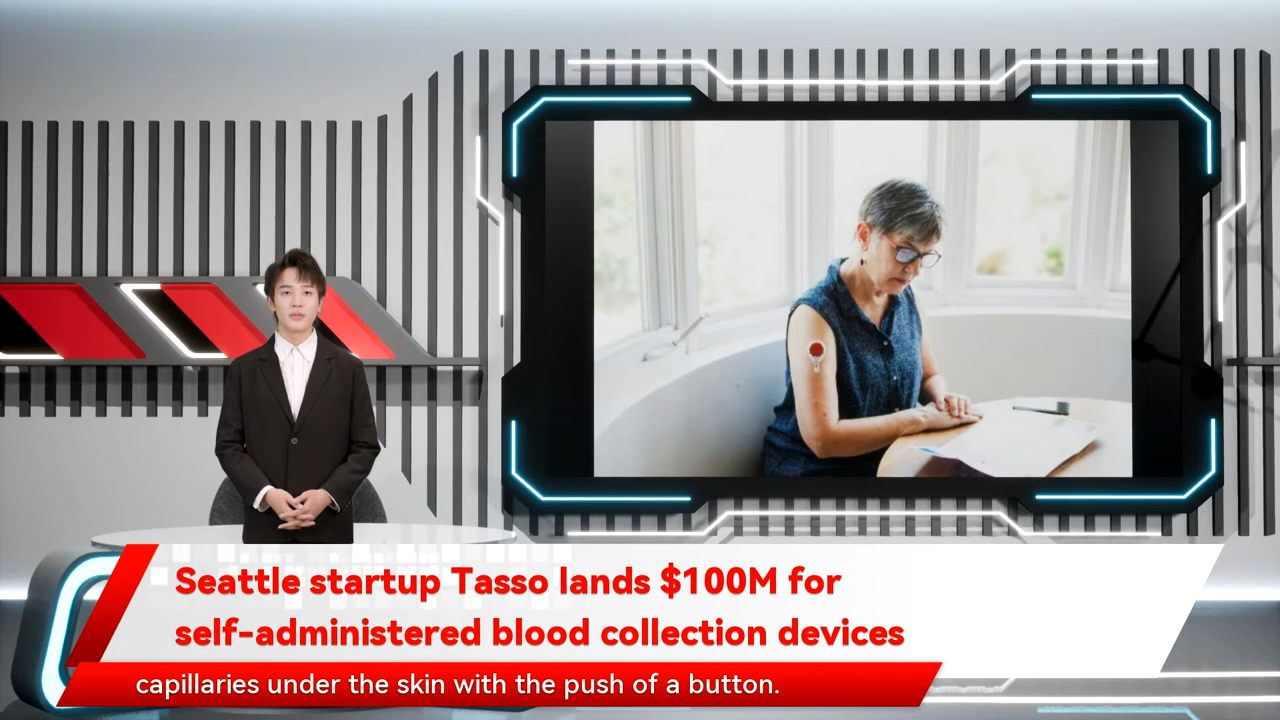 Seattle startup Tasso lands $100M for
self-administered blood collection devices
capillaries under the skin with the push of a button.